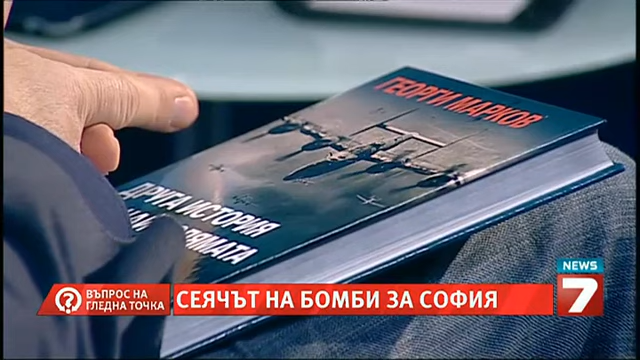 ГЕОРГИ МАРКОВ
ДРУГА ИСТОРИЯ
ВЪПРОС НА
ГЛЕДНА ТОЧКА
СЕЯЧЪТ НА БОМБИ ЗА СОФИЯ
NEWS
7